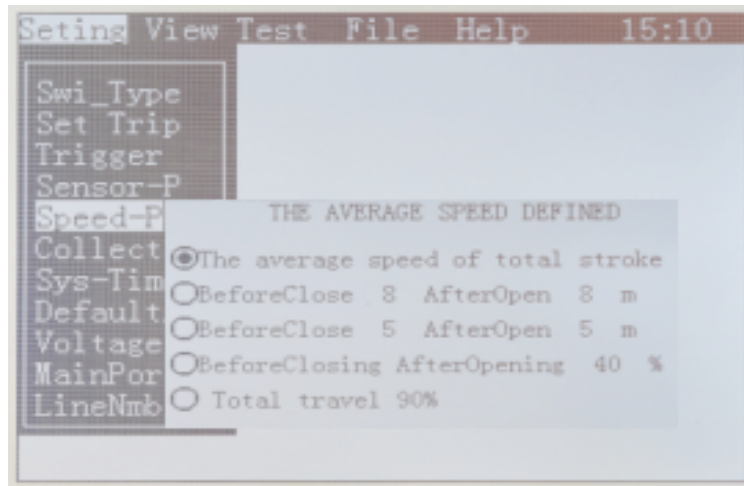 Seting View Test File Help 15:10
Swi_Type
Set Trip
Trigger
Sensor-P
Speed-P
Collect
Sys-Tim
Default
Voltage
MainPor
LineNmb
THE AVERAGE SPEED DEFINED
The average speed of total stroke
BeforeClose 8 AfterOpen 8 m
BeforeClose 5 AfterOpen 5 m
BeforeClosing AfterOpening 40 %
Total travel 90%